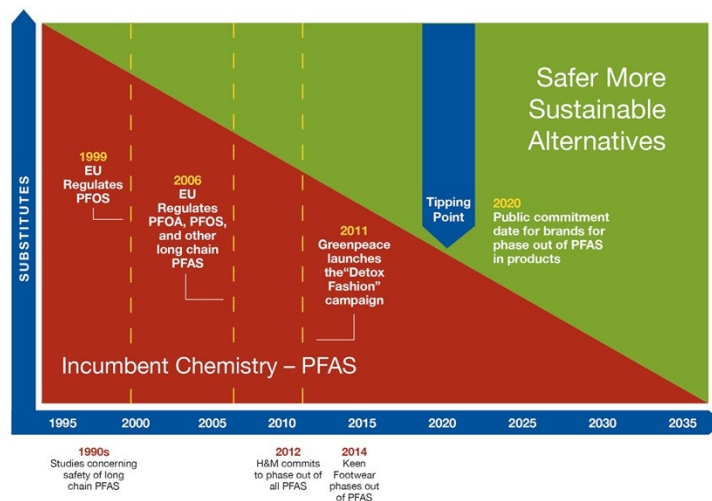 SUBSTITUTES
Safer More
Sustainable
Alternatives
1999
EU
Regulates
PFOS
2006
EU
Regulates
PFOA, PFOS,
and other
long chain
PFAS
2011
Greenpeace
launches
the“Detox
Fashion”
campaign
Tipping
Point
2020
Public commitment
date for brands for
phase out of PFAS
in products
Incumbent Chemistry – PFAS
1995 2000 2005 2010 2015 2020 2025 2030 2035
1990s
Studies concerning
safety of long
chain PFAS
2012
H&M commits
to phase out of
all PFAS
2014
Keen
Footwear
phases out
of PFAS